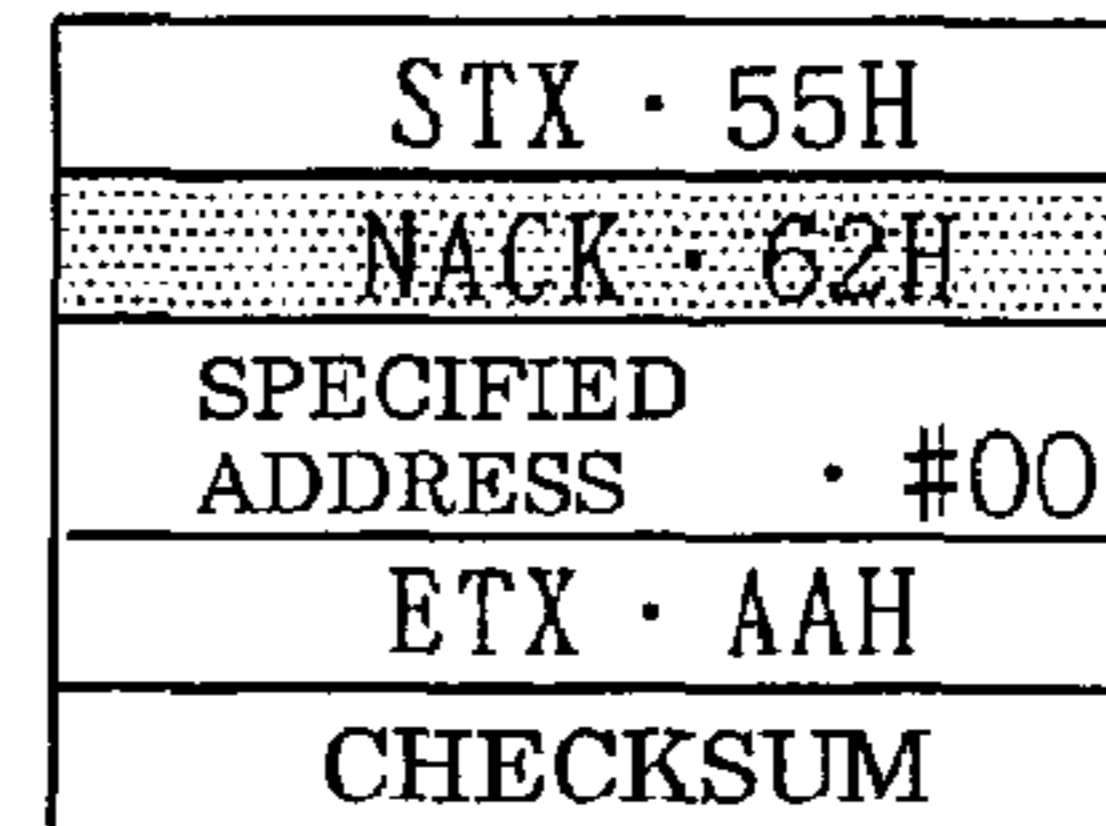 STX · 55H
NACK · 62H
SPECIFIED
ADDRESS · #00
ETX · AAH
CHECKSUM